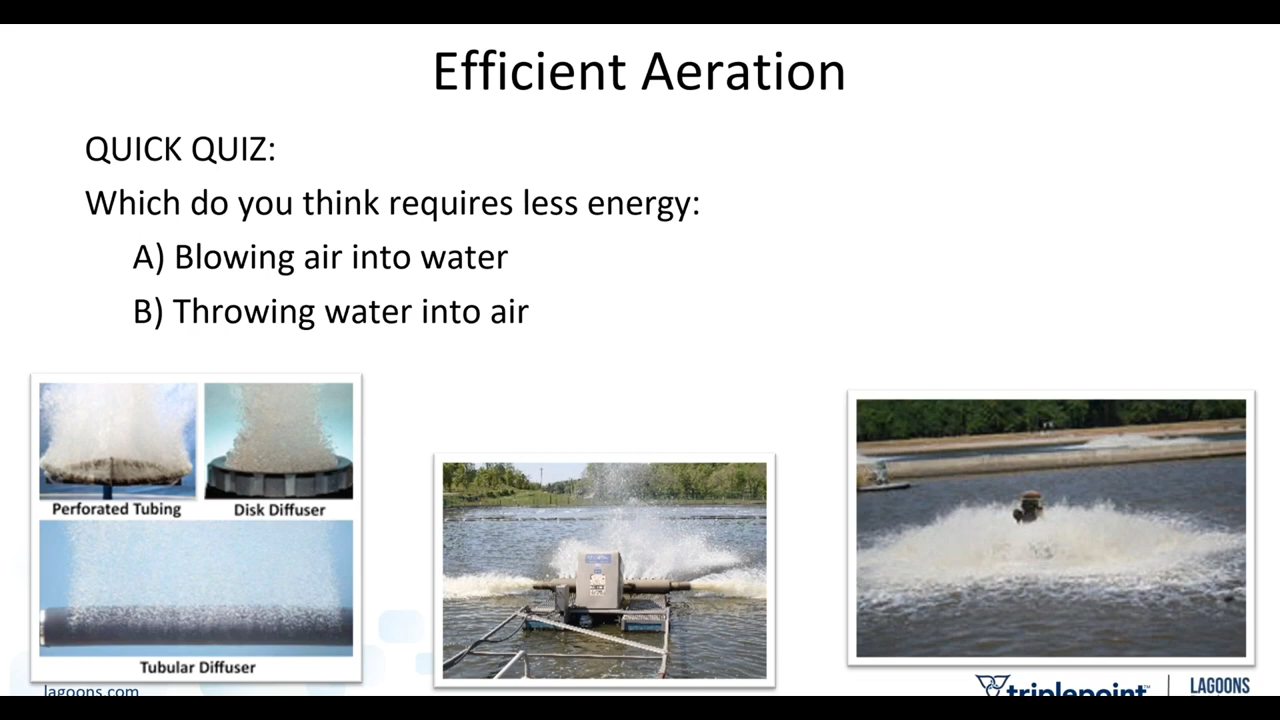 Efficient Aeration
QUICK QUIZ:
Which do you think requires less energy:
A) Blowing air into water
B) Throwing water into air
Perforated Tubing
Disk Diffuser
Tubular Diffuser
lagoons.com
triplepoint™
LAGOONS